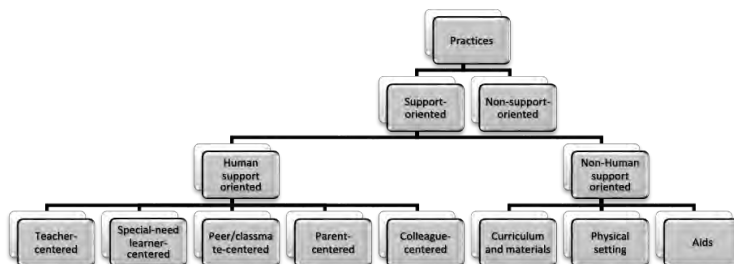 Practices
Support-
oriented
Non-support-
oriented
Human
support
oriented
Non-Human
support
oriented
Teacher-
centered
Special-need
learner-
centered
Peer/classma
te-centered
Parent-
centered
Colleague-
centered
Curriculum
and materials
Physical
setting
Aids